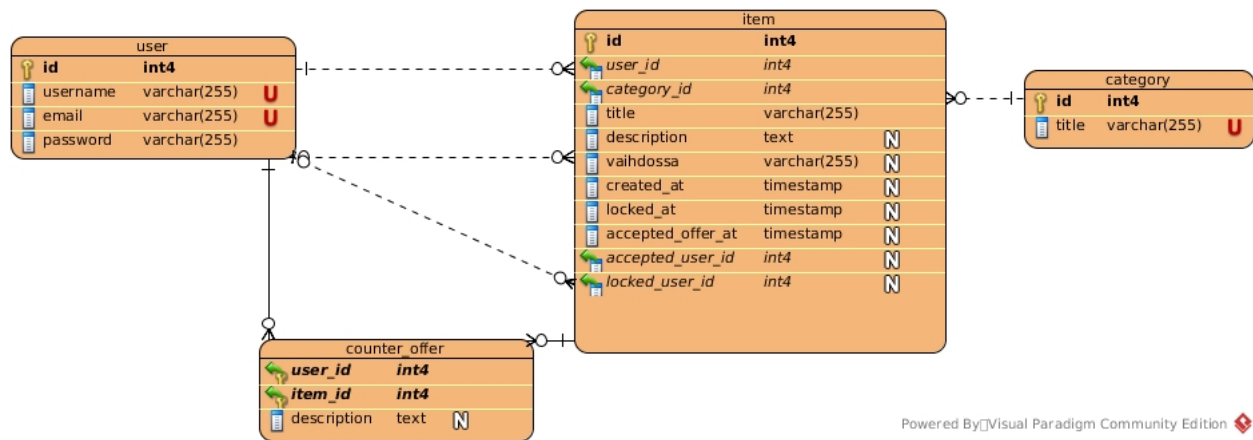 user
id int4
username varchar(255) U
email varchar(255) U
password varchar(255)
item
id int4
user_id int4
category_id int4
title varchar(255)
description text N
vaihdossa varchar(255) N
created_at timestamp N
locked_at timestamp N
accepted_offer_at timestamp N
accepted_user_id int4 N
locked_user_id int4 N
category
id int4
title varchar(255) U
counter_offer
user_id int4
item_id int4
description text N
Powered By Visual Paradigm Community Edition